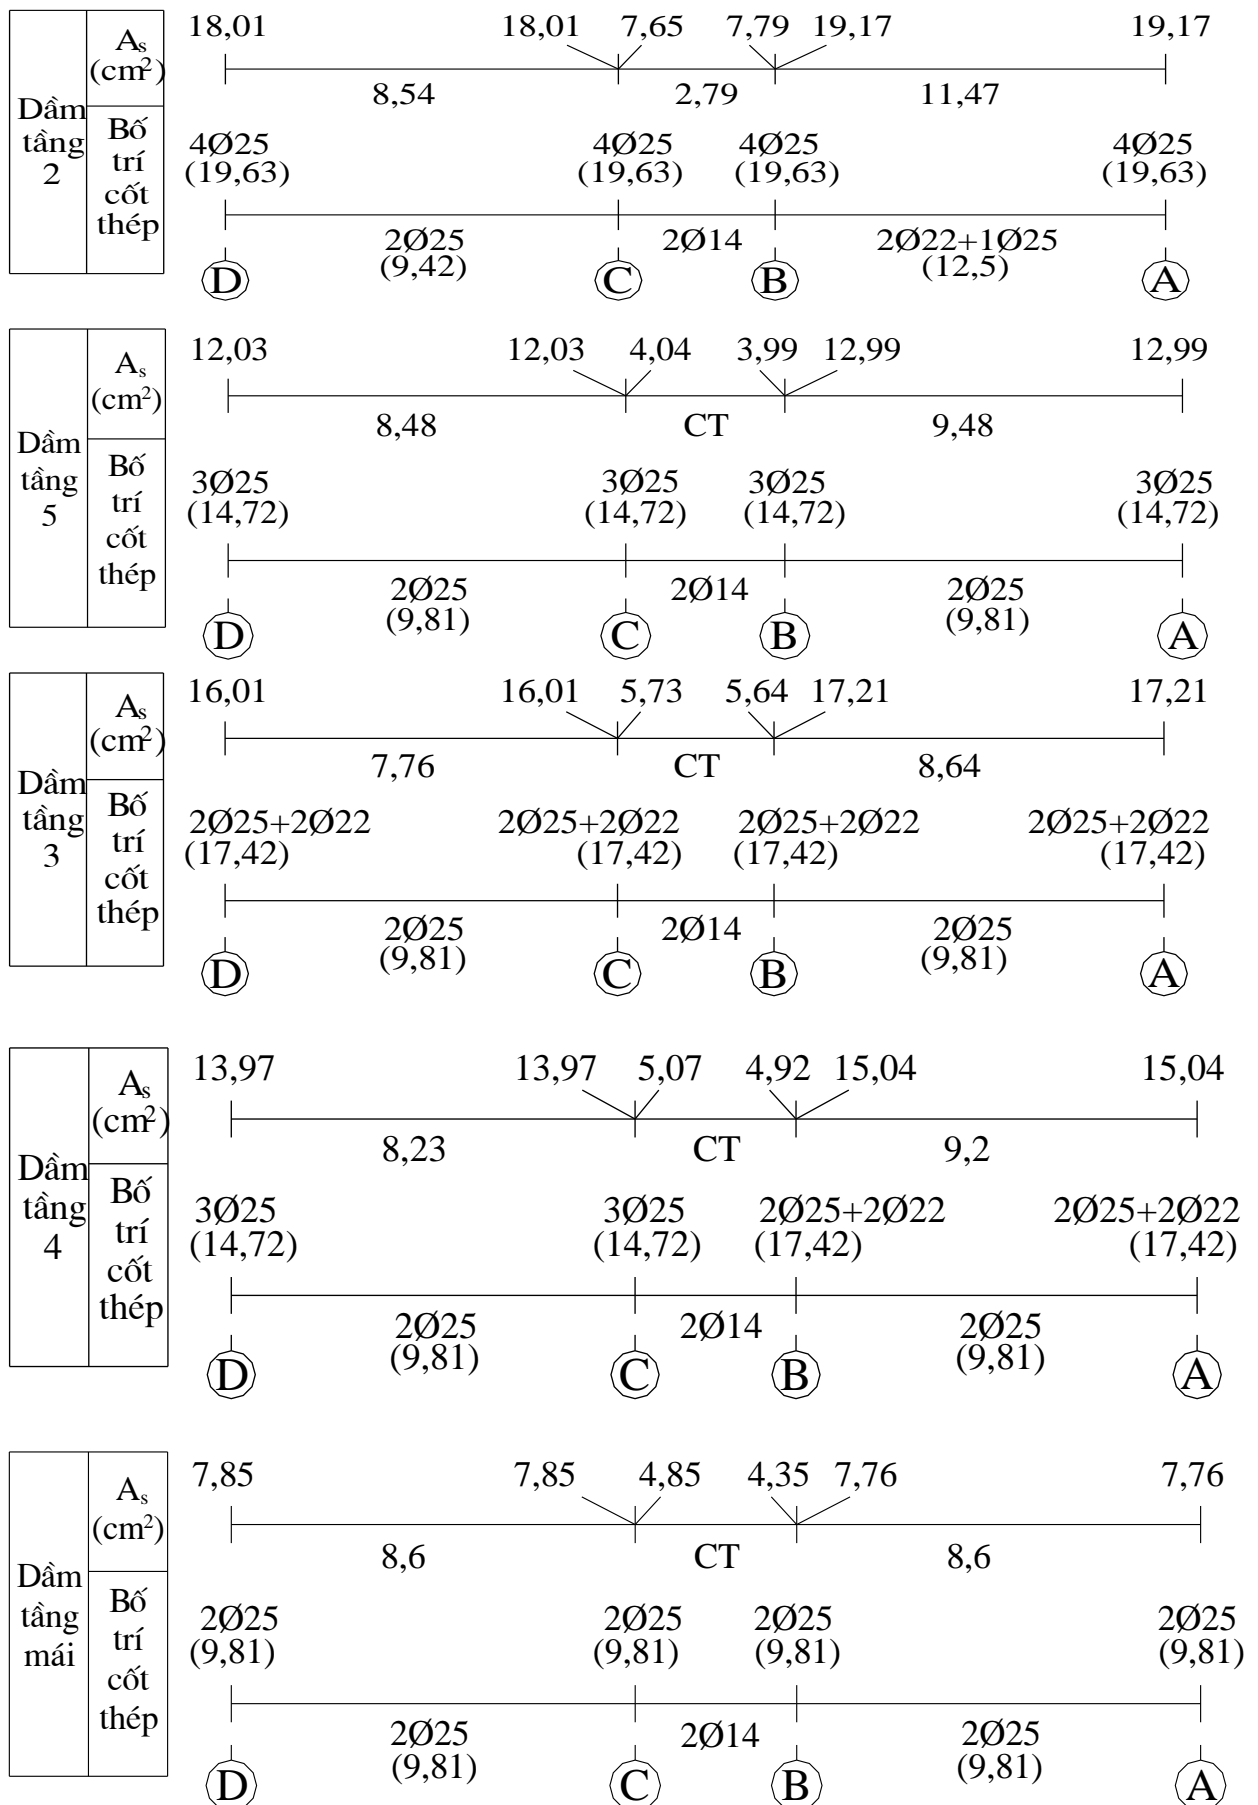 Dầm
tầng
2
As
(cm²)
18,01 18,01 7,65 7,79 19,17 19,17
8,54 2,79 11,47
Bố
trí
cốt
thép
4Ø25 4Ø25 4Ø25 4Ø25
(19,63) (19,63) (19,63) (19,63)
2Ø25 2Ø14 2Ø22+1Ø25
(9,42) (12,5)
D C B A
Dầm
tầng
5
As
(cm²)
12,03 12,03 4,04 3,99 12,99 12,99
8,48 CT 9,48
Bố
trí
cốt
thép
3Ø25 3Ø25 3Ø25 3Ø25
(14,72) (14,72) (14,72) (14,72)
2Ø25 2Ø14 2Ø25
(9,81) (9,81)
D C B A
Dầm
tầng
3
As
(cm²)
16,01 16,01 5,73 5,64 17,21 17,21
7,76 CT 8,64
Bố
trí
cốt
thép
2Ø25+2Ø22 2Ø25+2Ø22 2Ø25+2Ø22 2Ø25+2Ø22
(17,42) (17,42) (17,42) (17,42)
2Ø25 2Ø14 2Ø25
(9,81) (9,81)
D C B A
Dầm
tầng
4
As
(cm²)
13,97 13,97 5,07 4,92 15,04 15,04
8,23 CT 9,2
Bố
trí
cốt
thép
3Ø25 3Ø25 2Ø25+2Ø22 2Ø25+2Ø22
(14,72) (14,72) (17,42) (17,42)
2Ø25 2Ø14 2Ø25
(9,81) (9,81)
D C B A
Dầm
tầng
mái
As
(cm²)
7,85 7,85 4,85 4,35 7,76 7,76
8,6 CT 8,6
Bố
trí
cốt
thép
2Ø25 2Ø25 2Ø25 2Ø25
(9,81) (9,81) (9,81) (9,81)
2Ø25 2Ø14 2Ø25
(9,81) (9,81)
D C B A